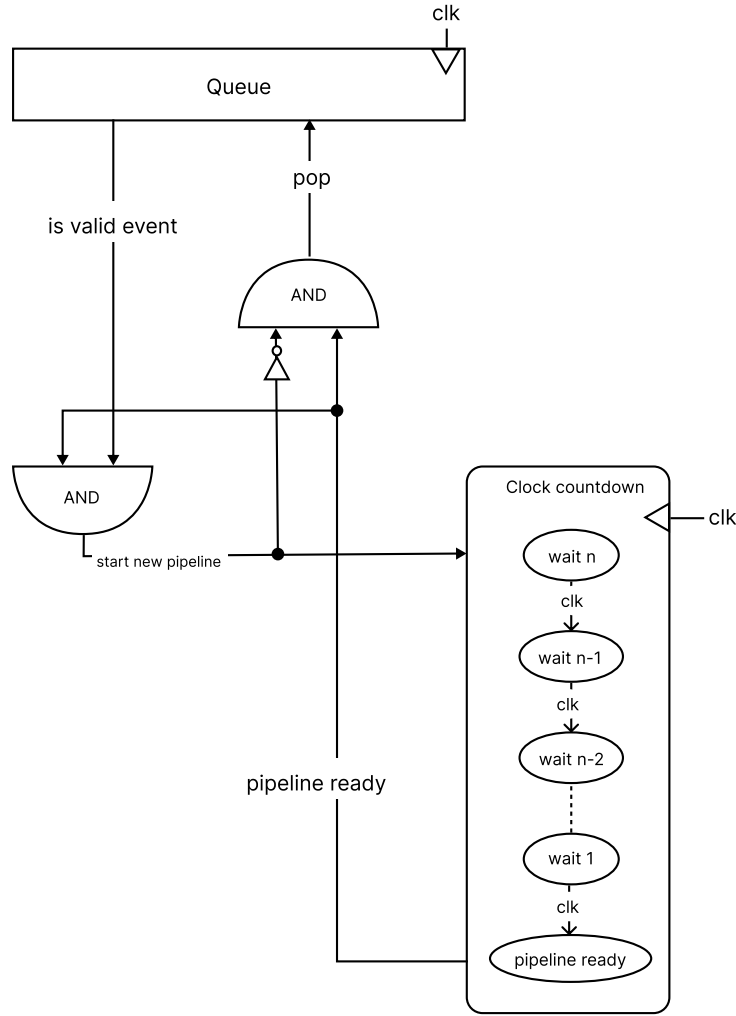 clk
Queue
pop
is valid event
AND
AND
start new pipeline
Clock countdown
clk
wait n
clk
wait n-1
clk
wait n-2
wait 1
clk
pipeline ready
pipeline ready